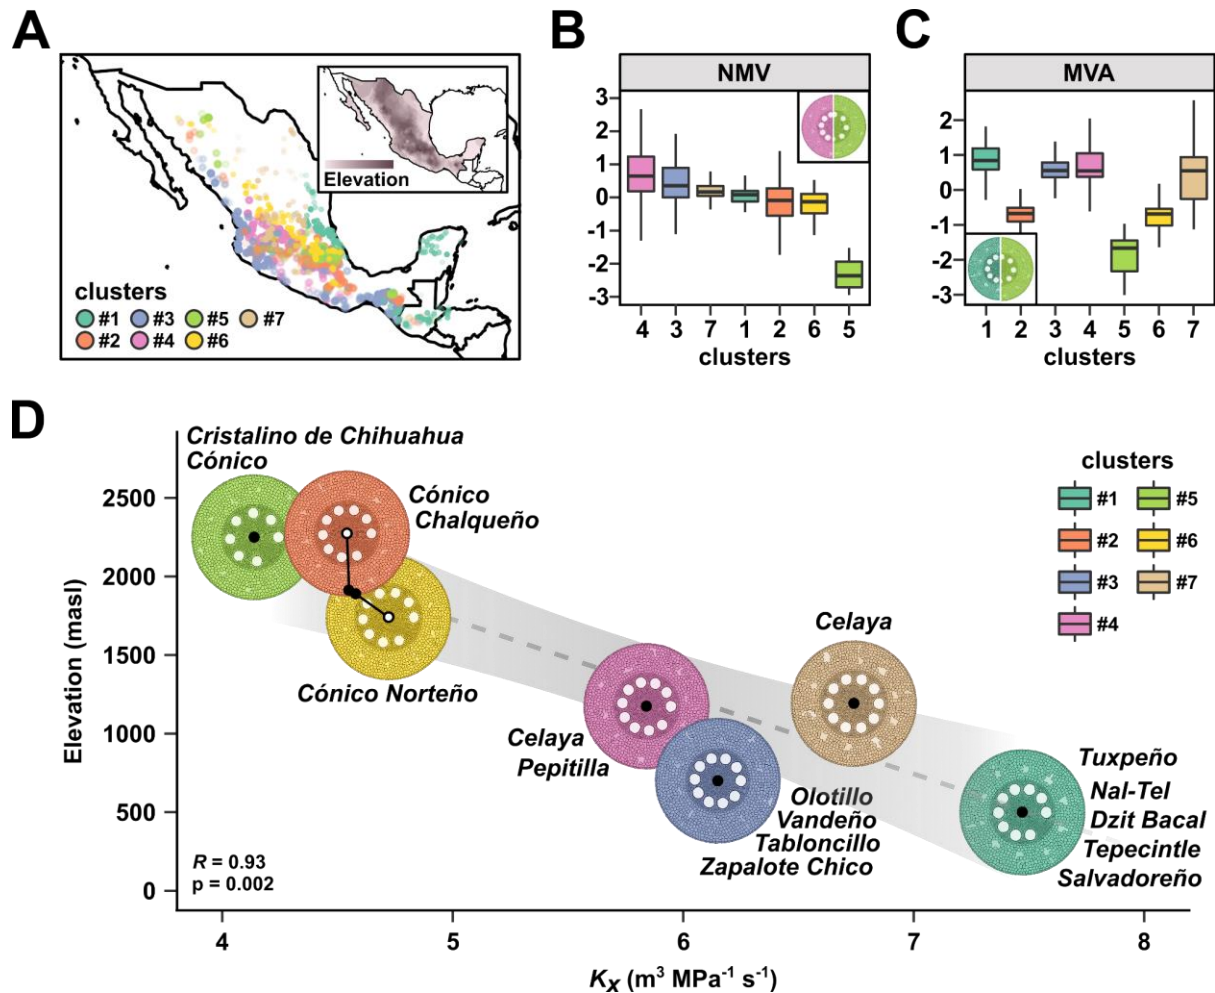 A
Elevation
clusters
#1 #3 #5 #7
#2 #4 #6
B
NMV
3
2
1
0
-1
-2
-3
4 3 7 1 2 6 5
clusters
C
MVA
2
1
0
-1
-2
-3
1 2 3 4 5 6 7
clusters
D
Cristalino de Chihuahua
Cónico
Cónico
Chalqueño
Cónico Norteño
Celaya
Pepitilla
Celaya
Olotillo
Vandeño
Tabloncillo
Zapalote Chico
Tuxpeño
Nal-Tel
Dzit Bacal
Tepecintle
Salvadoreño
clusters
#1 #5
#2 #6
#3 #7
#4
Elevation (masl)
2500
2000
1500
1000
500
0
R = 0.93
p = 0.002
4 5 6 7 8
Kx (m³ MPa⁻¹ s⁻¹)